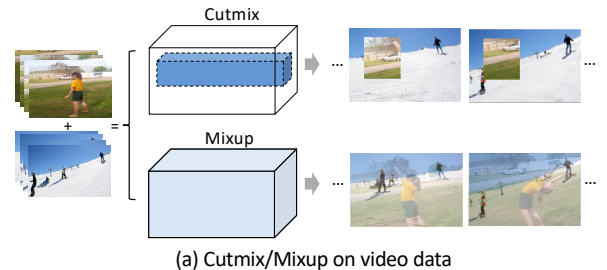 Cutmix
...
...
+
=
Mixup
...
...
(a) Cutmix/Mixup on video data